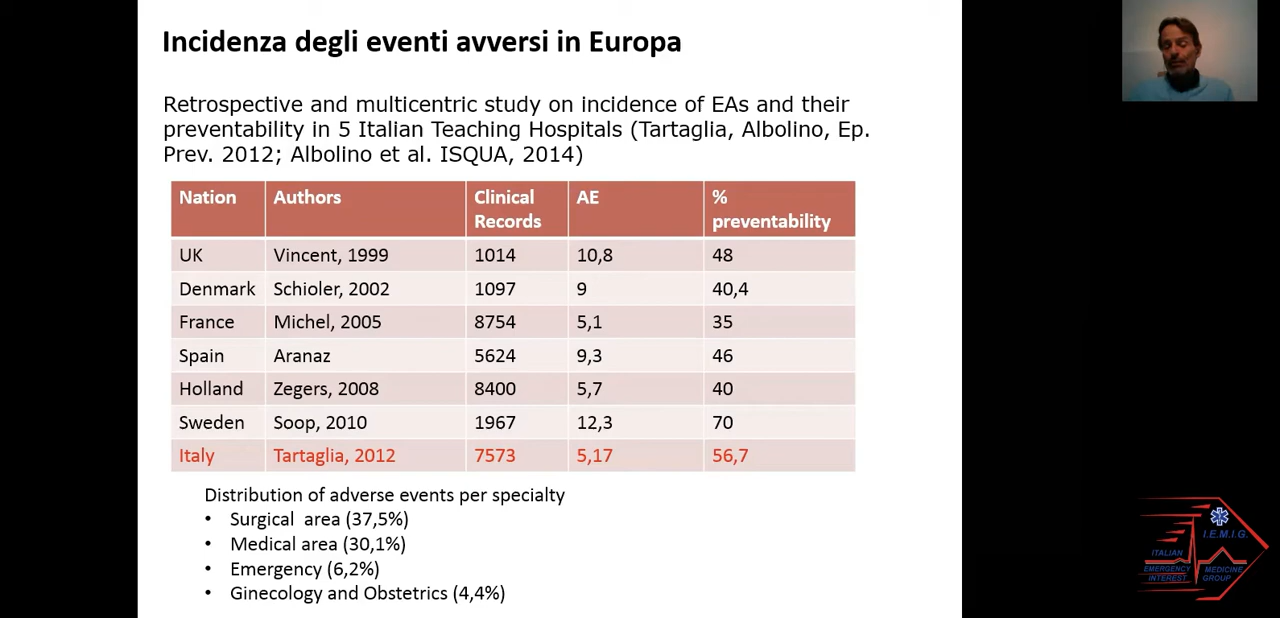 Incidenza degli eventi avversi in Europa
Retrospective and multicentric study on incidence of EAs and their
preventability in 5 Italian Teaching Hospitals (Tartaglia, Albolino, Ep.
Prev. 2012; Albolino et al. ISQUA, 2014)
Nation Authors Clinical Records AE % preventability
UK Vincent, 1999 1014 10,8 48
Denmark Schioler, 2002 1097 9 40,4
France Michel, 2005 8754 5,1 35
Spain Aranaz 5624 9,3 46
Holland Zegers, 2008 8400 5,7 40
Sweden Soop, 2010 1967 12,3 70
Italy Tartaglia, 2012 7573 5,17 56,7
Distribution of adverse events per specialty
• Surgical area (37,5%)
• Medical area (30,1%)
• Emergency (6,2%)
• Ginecology and Obstetrics (4,4%)
I.E.M.I.G.
ITALIAN
EMERGENCY MEDICINE
INTEREST GROUP